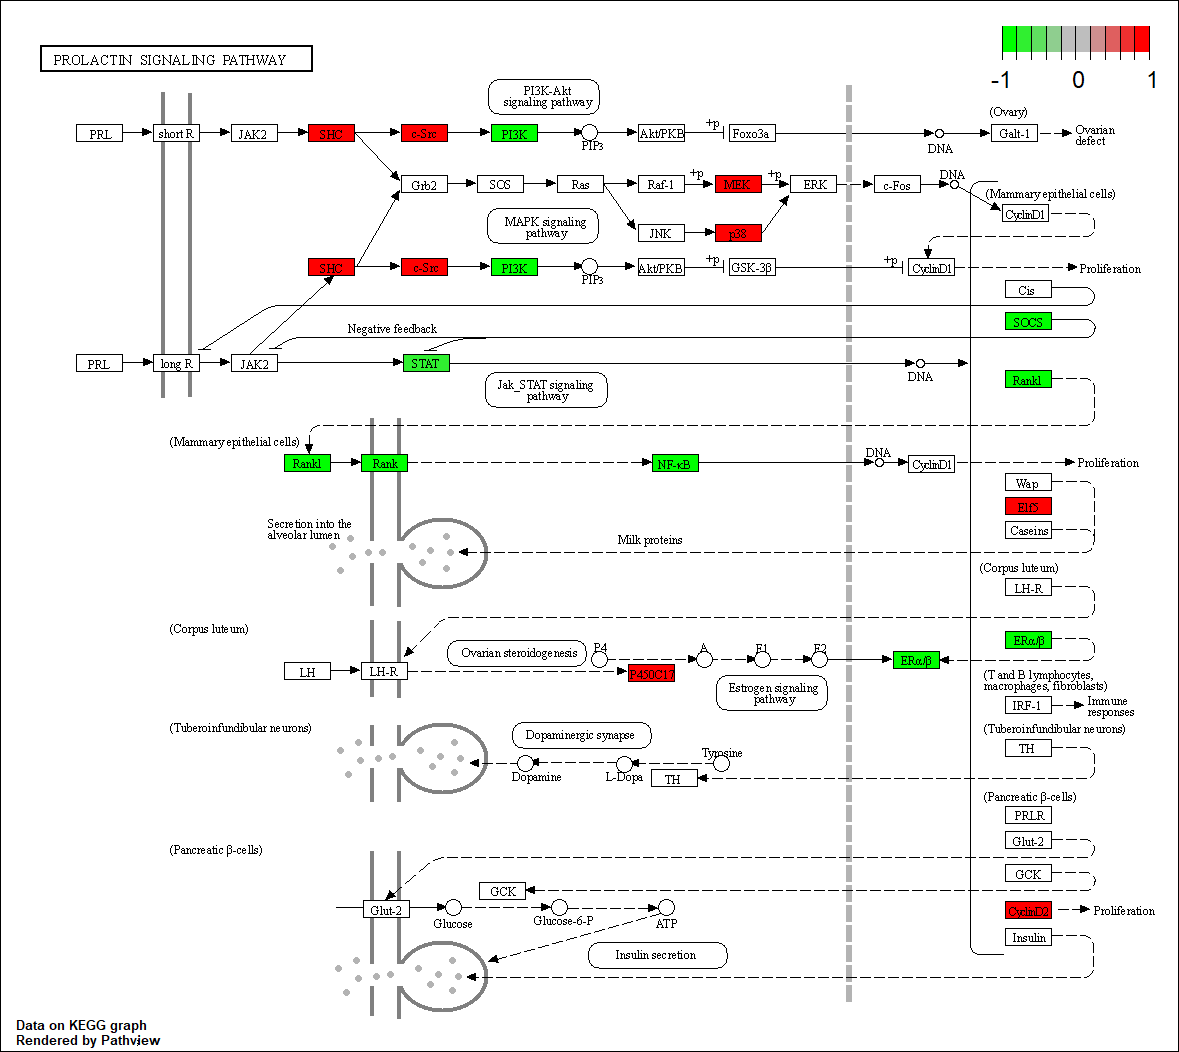 PROLACTIN SIGNALING PATHWAY
-1 0 1
PI3K-Akt
signaling pathway
(Ovary)
PRL short R JAK2 SHC c-Src PI3K PIP3 Akt/PKB +p Foxo3a DNA Galt-1 Ovarian
defect
Grb2 SOS Ras Raf-1 +p MEK +p ERK c-Fos DNA
(Mammary epithelial cells)
CyclinD1
MAPK signaling
pathway
JNK p38
SHC c-Src PI3K PIP3 Akt/PKB +p GSK-3β +p CyclinD1 Proliferation
Cis
SOCS
Negative feedback
PRL long R JAK2 STAT DNA
Jak_STAT signaling
pathway
Rankl
(Mammary epithelial cells)
Rankl Rank NF-κB DNA CyclinD1 Proliferation
Wap
Elf5
Caseins
Secretion into the
alveolar lumen
Milk proteins
(Corpus luteum)
LH-R
(Corpus luteum)
ERα/β
Ovarian steroidogenesis P4 A E1 E2 ERα/β
LH LH-R P450C17
Estrogen signaling
pathway
(T and B lymphocytes,
macrophages, fibroblasts)
IRF-1 Immune
responses
(Tuberoinfundibular neurons)
(Tuberoinfundibular neurons)
TH
Dopaminergic synapse
Tyrosine
Dopamine L-Dopa TH
(Pancreatic β-cells)
PRLR
Glut-2
(Pancreatic β-cells)
GCK
GCK
Glut-2 Glucose Glucose-6-P ATP
CyclinD2 Proliferation
Insulin
Insulin secretion
Data on KEGG graph
Rendered by Pathview